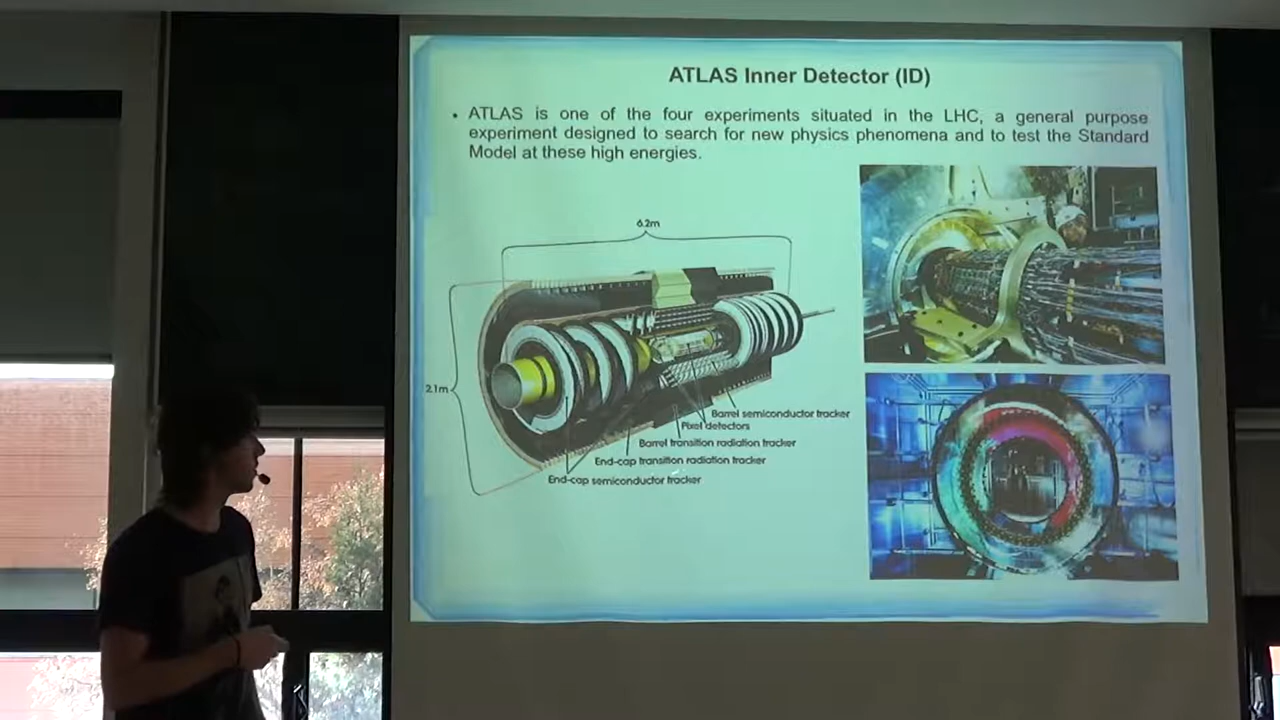 ATLAS Inner Detector (ID)
• ATLAS is one of the four experiments situated in the LHC, a general purpose
experiment designed to search for new physics phenomena and to test the Standard
Model at these high energies.
6.2m
2.1m
Barrel semiconductor tracker
Pixel detectors
Barrel transition radiation tracker
End-cap transition radiation tracker
End-cap semiconductor tracker